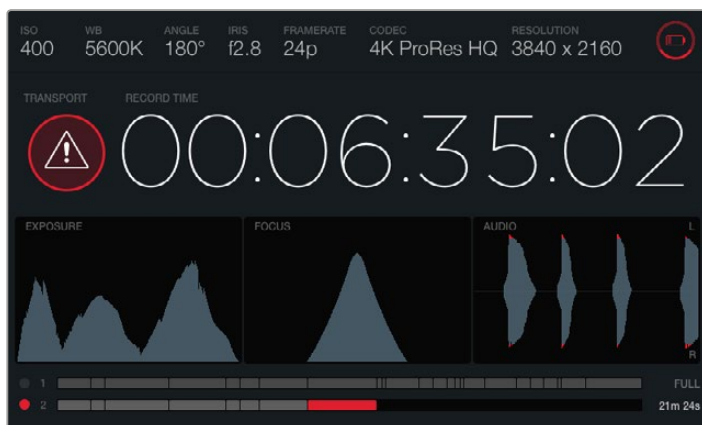 ISO WB ANGLE IRIS FRAMERATE CODEC RESOLUTION
400 5600K 180° f2.8 24p 4K ProRes HQ 3840 x 2160
TRANSPORT RECORD TIME
00:06:35:02
EXPOSURE FOCUS AUDIO L
R
1 FULL
2 21m 24s